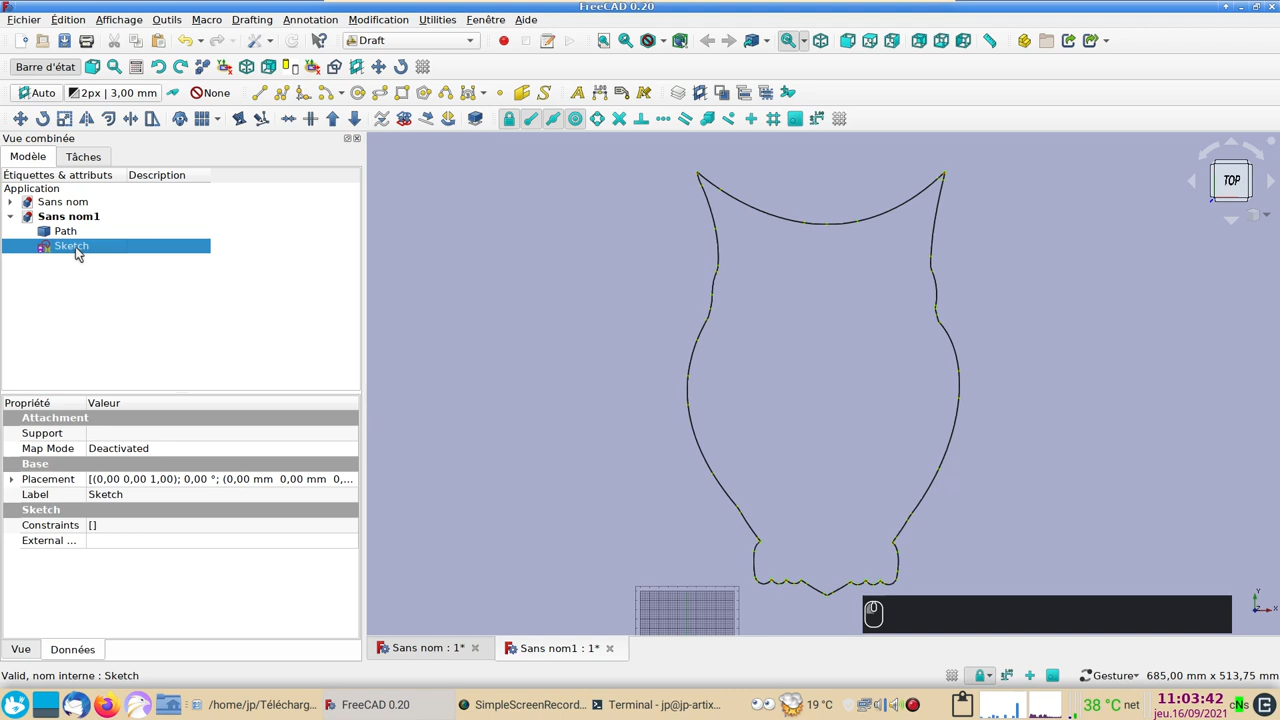 FreeCAD 0.20
Fichier Édition Affichage Outils Macro Drafting Annotation Modification Utilities Fenêtre Aide
Draft
Barre d'état
Auto 2px | 3,00 mm None
Vue combinée
Modèle Tâches
Étiquettes & attributs Description
Application
Sans nom
Sans nom1
Path
Sketch
TOP
Propriété Valeur
Attachment
Support
Map Mode Deactivated
Base
Placement [(0,00 0,00 1,00); 0,00 °; (0,00 mm 0,00 mm 0,...
Label Sketch
Sketch
Constraints []
External ...
Y
X
Vue Données
Sans nom : 1* Sans nom1 : 1*
Valid, nom interne : Sketch
Gesture 685,00 mm x 513,75 mm
/home/jp/Télécharg... FreeCAD 0.20 SimpleScreenRecord... Terminal - jp@jp-artix...
19°C
38 °C net
11:03:42
jeu.16/09/2021
cNs